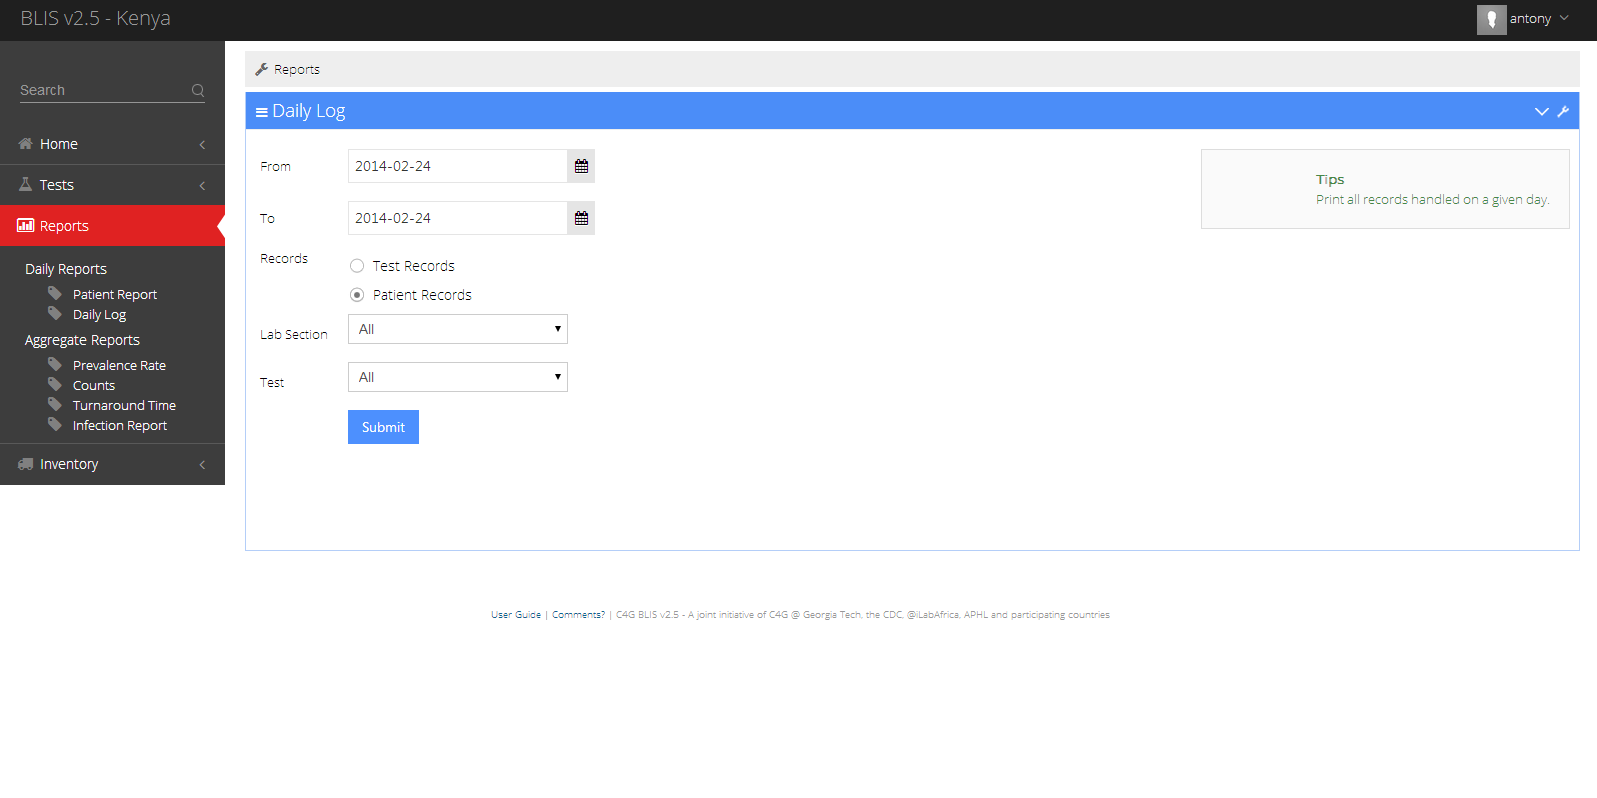 BLIS v2.5 - Kenya
antony
Search
Home
Tests
Reports
Daily Reports
Patient Report
Daily Log
Aggregate Reports
Prevalence Rate
Counts
Turnaround Time
Infection Report
Inventory
Reports
Daily Log
From 2014-02-24
To 2014-02-24
Records
Test Records
Patient Records
Lab Section All
Test All
Submit
Tips
Print all records handled on a given day.
User Guide | Comments? | C4G BLIS v2.5 - A joint initiative of C4G @ Georgia Tech, the CDC, @iLabAfrica, APHL and participating countries